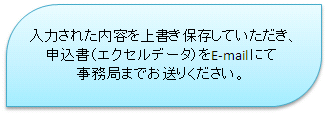 入力された内容を上書き保存していただき、
申込書（エクセルデータ）をE-mailにて
事務局までお送りください。